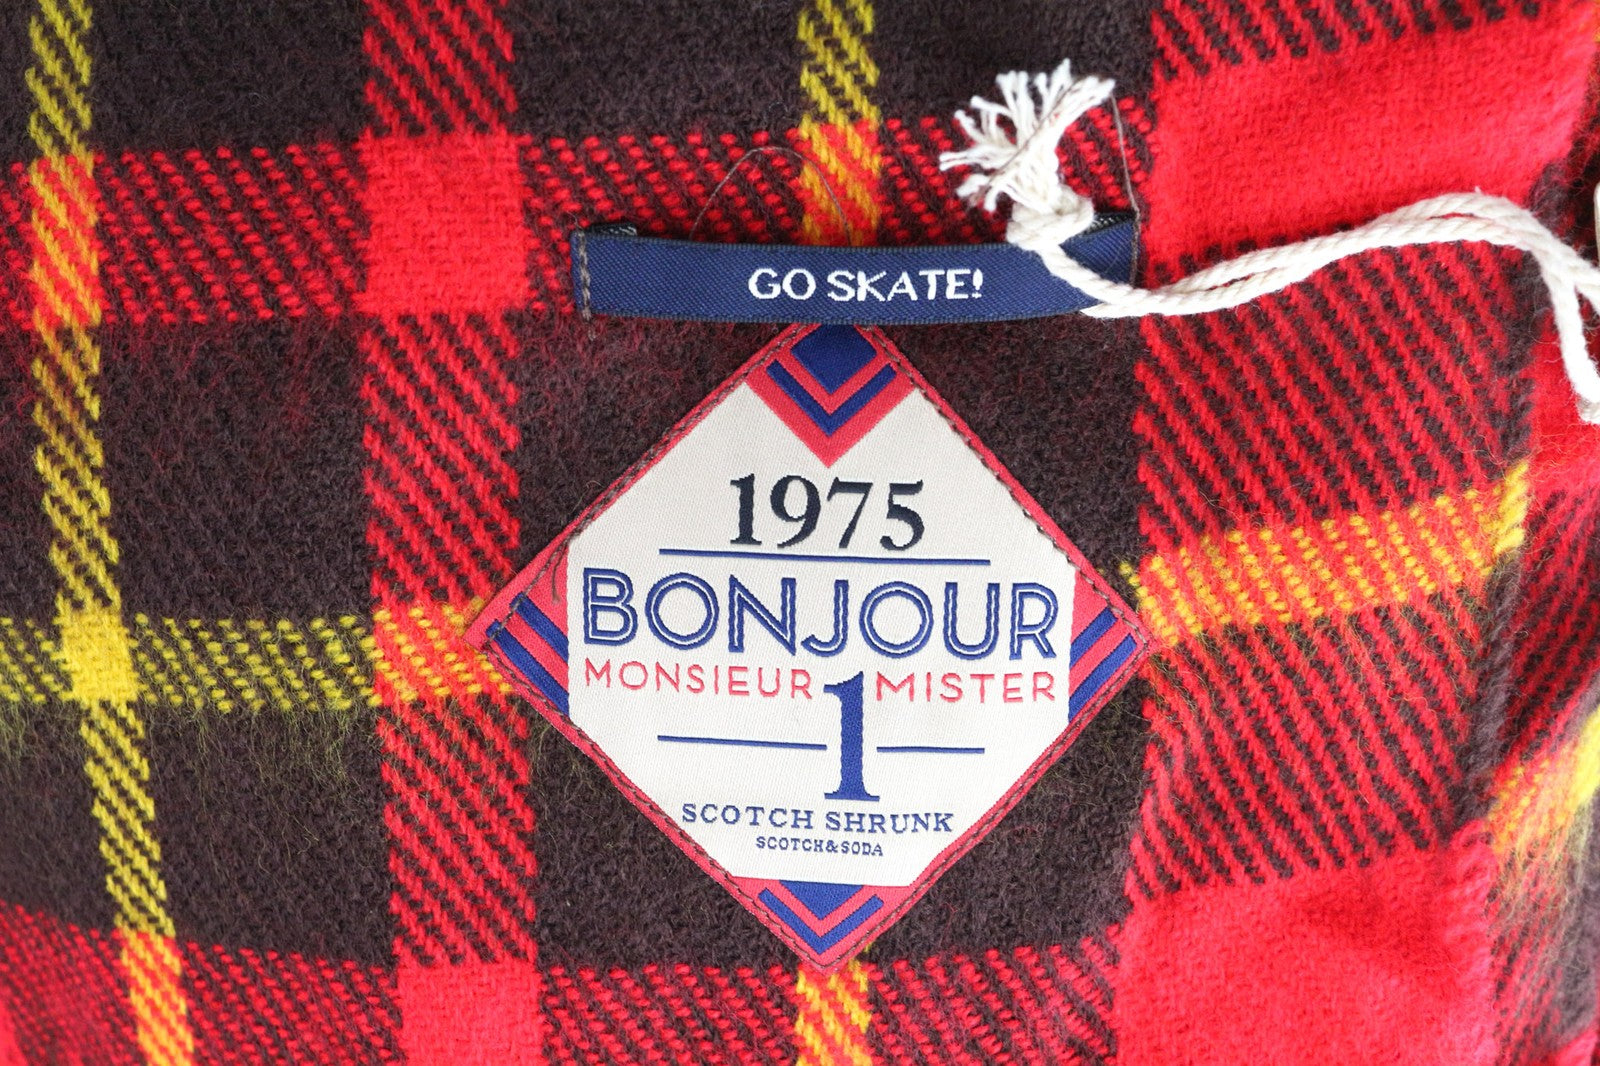 GO SKATE!
1975
BONJOUR
MONSIEUR 1 MISTER
SCOTCH SHRUNK
SCOTCH&SODA